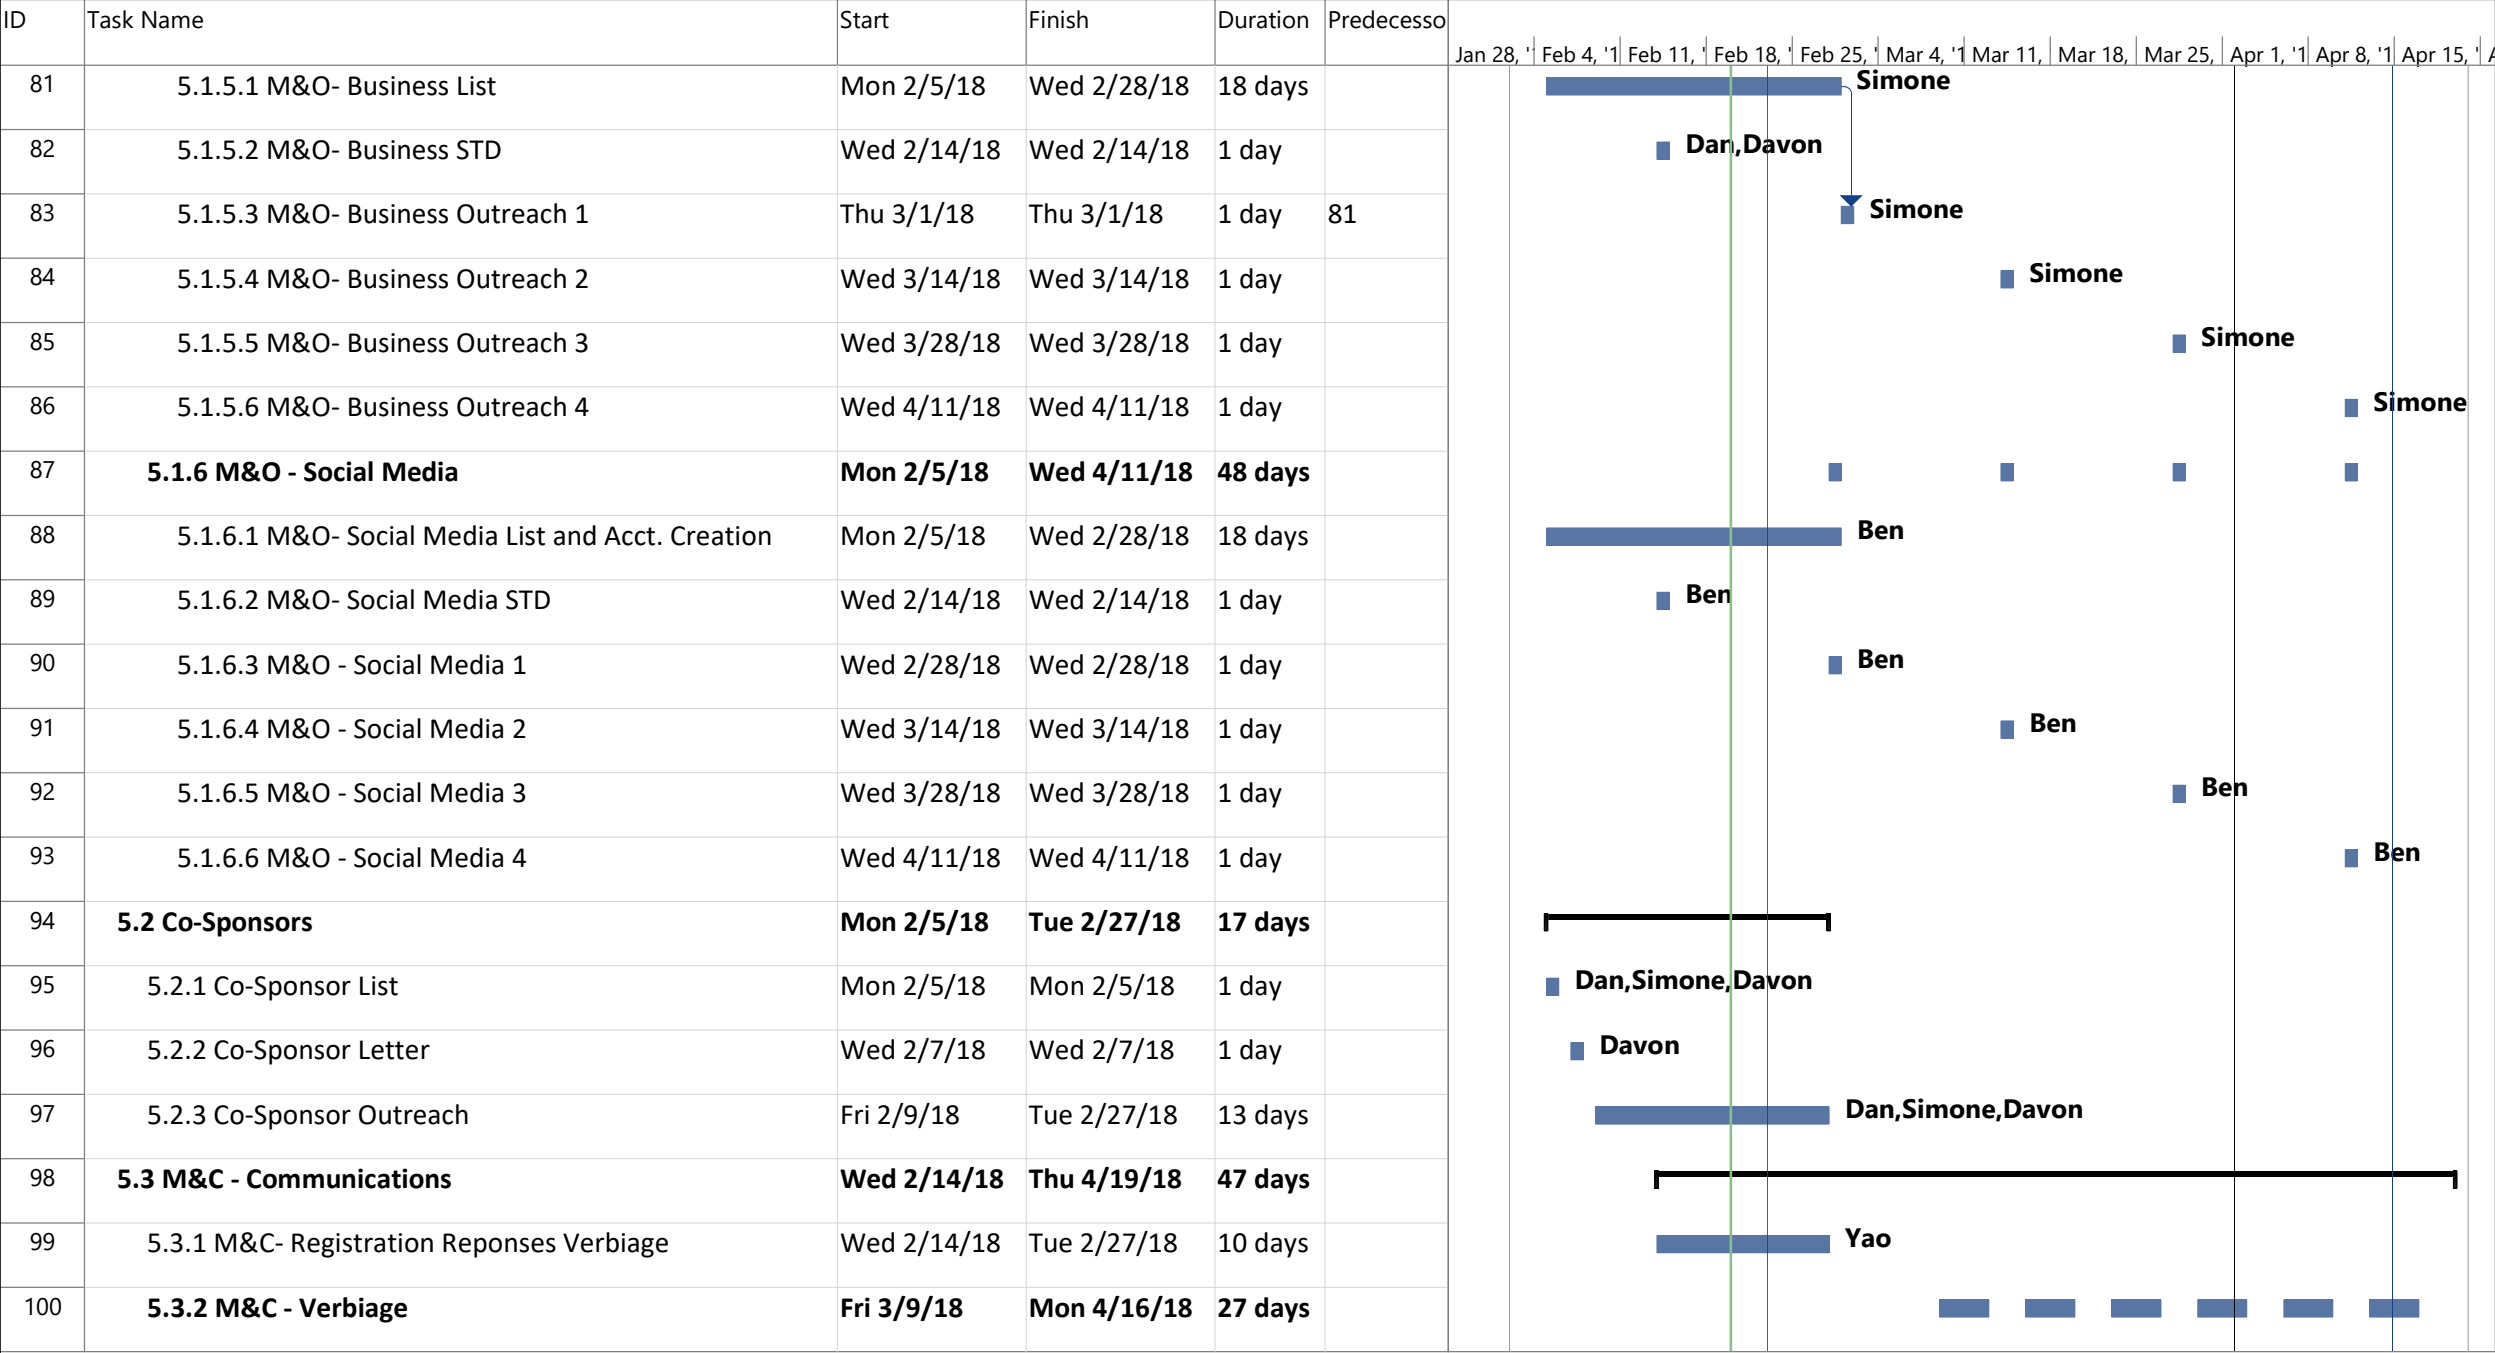 ID Task Name Start Finish Duration Predecesso
Jan 28, '1 Feb 4, '1 Feb 11, ' Feb 18, ' Feb 25, ' Mar 4, '1 Mar 11, ' Mar 18, ' Mar 25, ' Apr 1, '1 Apr 8, '1 Apr 15, '
81 5.1.5.1 M&O- Business List Mon 2/5/18 Wed 2/28/18 18 days Simone
82 5.1.5.2 M&O- Business STD Wed 2/14/18 Wed 2/14/18 1 day Dan,Davon
83 5.1.5.3 M&O- Business Outreach 1 Thu 3/1/18 Thu 3/1/18 1 day 81 Simone
84 5.1.5.4 M&O- Business Outreach 2 Wed 3/14/18 Wed 3/14/18 1 day Simone
85 5.1.5.5 M&O- Business Outreach 3 Wed 3/28/18 Wed 3/28/18 1 day Simone
86 5.1.5.6 M&O- Business Outreach 4 Wed 4/11/18 Wed 4/11/18 1 day Simone
87 5.1.6 M&O - Social Media Mon 2/5/18 Wed 4/11/18 48 days
88 5.1.6.1 M&O- Social Media List and Acct. Creation Mon 2/5/18 Wed 2/28/18 18 days Ben
89 5.1.6.2 M&O- Social Media STD Wed 2/14/18 Wed 2/14/18 1 day Ben
90 5.1.6.3 M&O - Social Media 1 Wed 2/28/18 Wed 2/28/18 1 day Ben
91 5.1.6.4 M&O - Social Media 2 Wed 3/14/18 Wed 3/14/18 1 day Ben
92 5.1.6.5 M&O - Social Media 3 Wed 3/28/18 Wed 3/28/18 1 day Ben
93 5.1.6.6 M&O - Social Media 4 Wed 4/11/18 Wed 4/11/18 1 day Ben
94 5.2 Co-Sponsors Mon 2/5/18 Tue 2/27/18 17 days
95 5.2.1 Co-Sponsor List Mon 2/5/18 Mon 2/5/18 1 day Dan,Simone,Davon
96 5.2.2 Co-Sponsor Letter Wed 2/7/18 Wed 2/7/18 1 day Davon
97 5.2.3 Co-Sponsor Outreach Fri 2/9/18 Tue 2/27/18 13 days Dan,Simone,Davon
98 5.3 M&C - Communications Wed 2/14/18 Thu 4/19/18 47 days
99 5.3.1 M&C- Registration Reponses Verbiage Wed 2/14/18 Tue 2/27/18 10 days Yao
100 5.3.2 M&C - Verbiage Fri 3/9/18 Mon 4/16/18 27 days